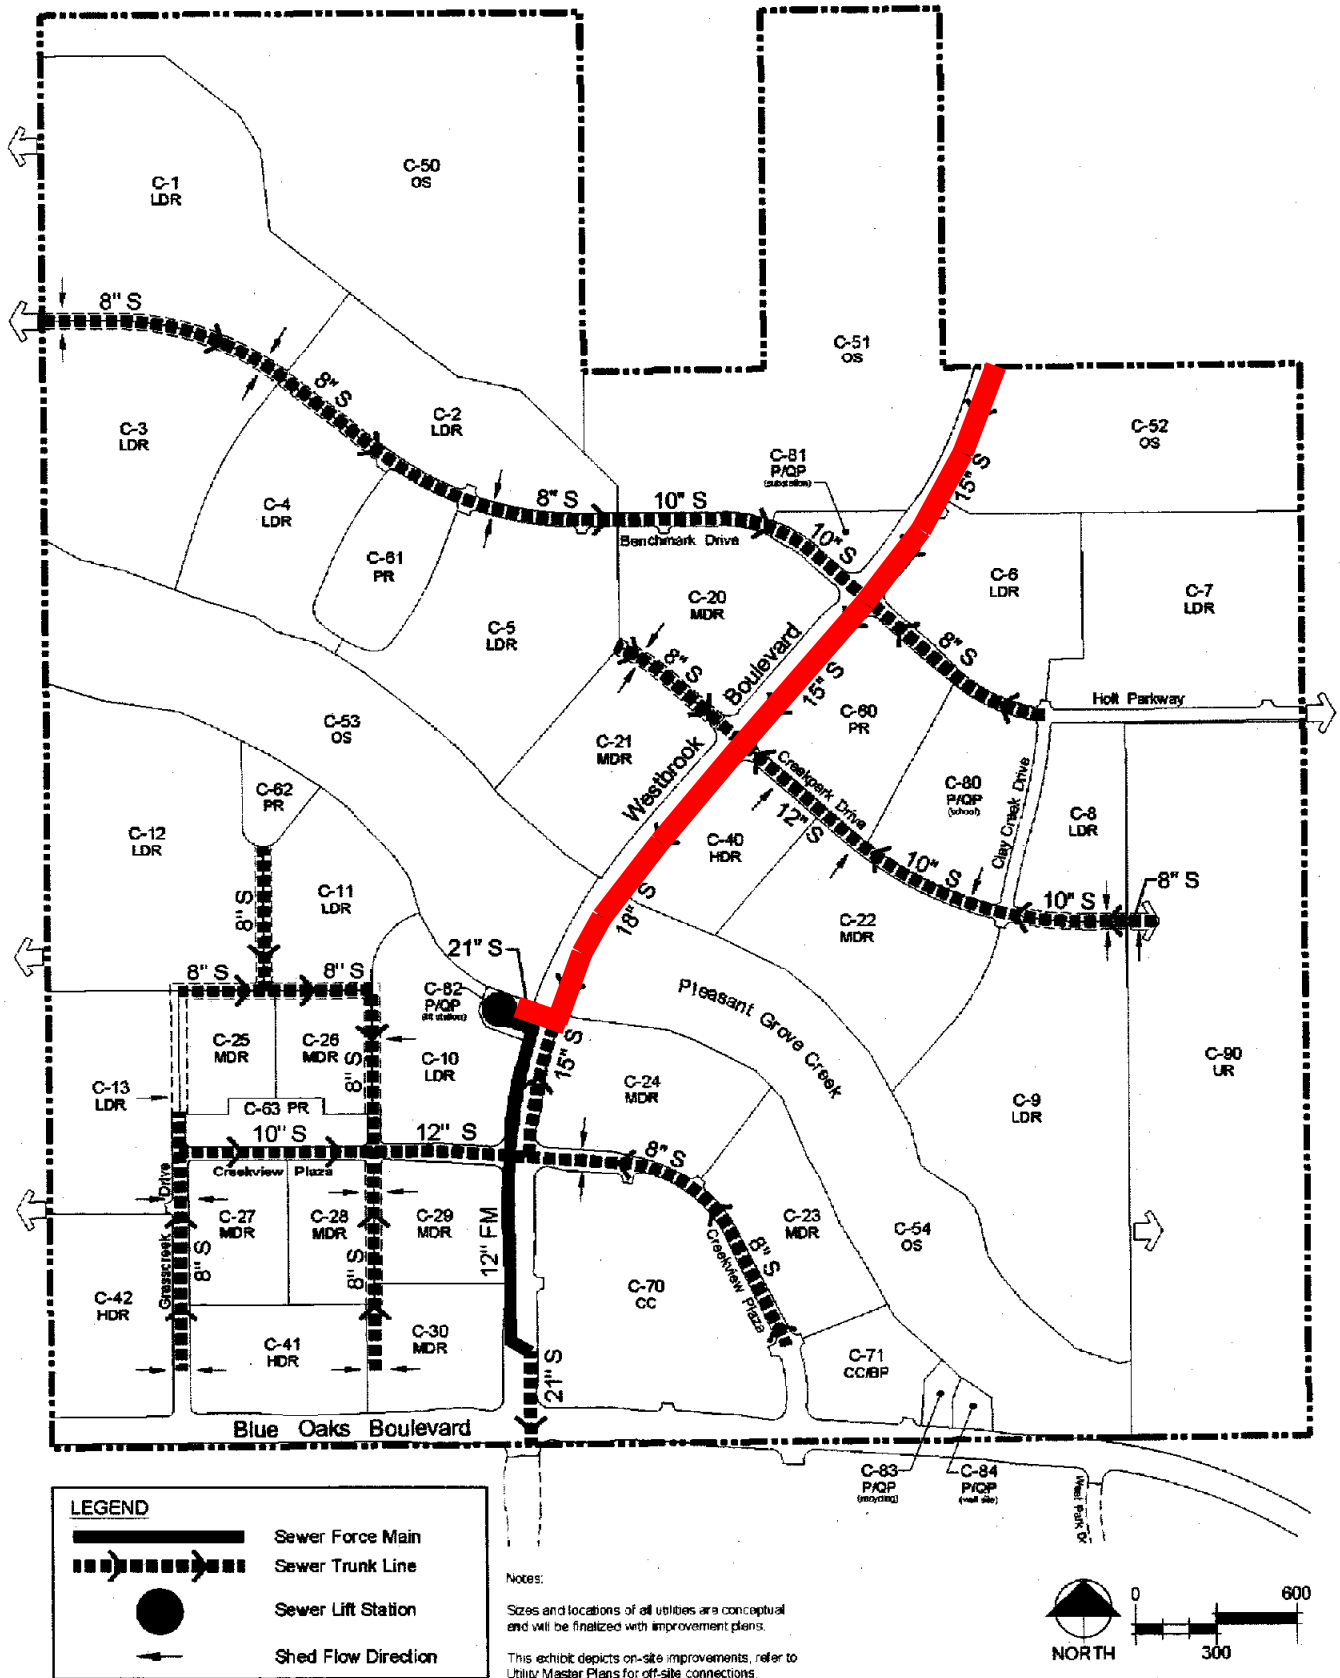 C-50
OS
C-1
LDR
8" S
C-51
OS
8" S
C-2
LDR
C-3
LDR
C-52
OS
C-81
P/QP
(substation)
15" S
C-4
LDR
8" S
10" S
Benchmark Drive
10" S
C-61
PR
C-6
LDR
C-7
LDR
C-20
MDR
C-5
LDR
8" S
Boulevard
8" S
15" S
Holt Parkway
C-53
OS
C-60
PR
C-21
MDR
Westbrook
Creekpark Drive
C-62
PR
C-80
P/QP
(school)
Clay Creek Drive
C-12
LDR
12" S
C-8
LDR
C-40
HDR
10" S
8" S
C-11
LDR
8" S
18" S
10" S
C-22
MDR
21" S
8" S
8" S
C-82
P/QP
(lift station)
Pleasant Grove Creek
C-25
MDR
C-26
MDR
15" S
C-10
LDR
C-24
MDR
C-90
UR
C-13
LDR
8" S
C-63 PR
C-9
LDR
10" S
12" S
8" S
Creekview Plaza
Drive
C-27
MDR
C-28
MDR
C-29
MDR
C-23
MDR
C-54
OS
12" FM
8" S
8" S
8" S
Creekview Plaza
Grasscreek
C-42
HDR
C-70
CC
C-41
HDR
C-30
MDR
C-71
CC/BP
21" S
Blue Oaks Boulevard
C-83
P/QP
(recycling)
C-84
P/QP
(well site)
West Park Dr
LEGEND
Sewer Force Main
Sewer Trunk Line
Sewer Lift Station
Shed Flow Direction
Notes:
Sizes and locations of all utilities are conceptual
and will be finalized with improvement plans.
This exhibit depicts on-site improvements, refer to
Utility Master Plans for off-site connections.
NORTH
0
600
300